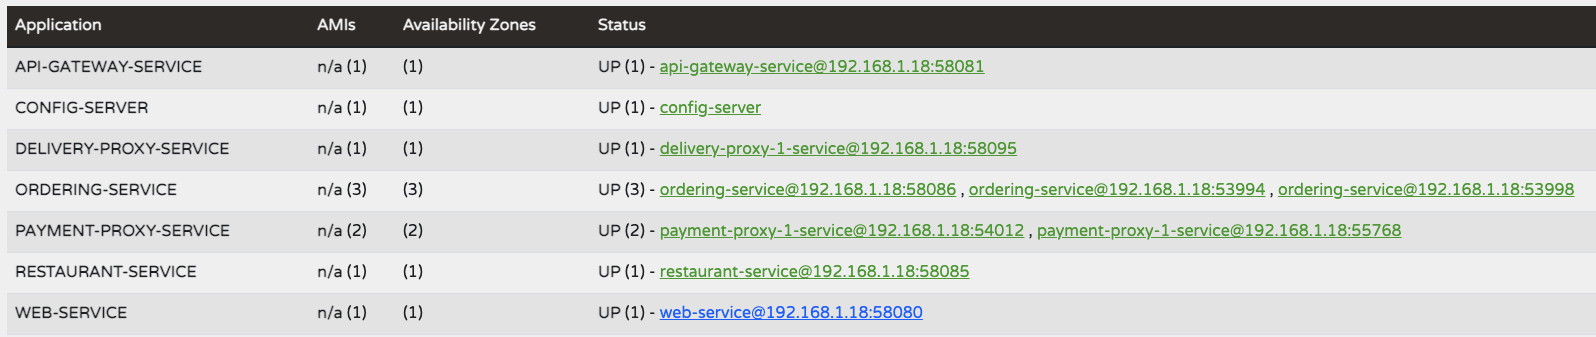 Application AMIs Availability Zones Status
API-GATEWAY-SERVICE n/a (1) (1) UP (1) - api-gateway-service@192.168.1.18:58081
CONFIG-SERVER n/a (1) (1) UP (1) - config-server
DELIVERY-PROXY-SERVICE n/a (1) (1) UP (1) - delivery-proxy-1-service@192.168.1.18:58095
ORDERING-SERVICE n/a (3) (3) UP (3) - ordering-service@192.168.1.18:58086 , ordering-service@192.168.1.18:53994 , ordering-service@192.168.1.18:53998
PAYMENT-PROXY-SERVICE n/a (2) (2) UP (2) - payment-proxy-1-service@192.168.1.18:54012 , payment-proxy-1-service@192.168.1.18:55768
RESTAURANT-SERVICE n/a (1) (1) UP (1) - restaurant-service@192.168.1.18:58085
WEB-SERVICE n/a (1) (1) UP (1) - web-service@192.168.1.18:58080